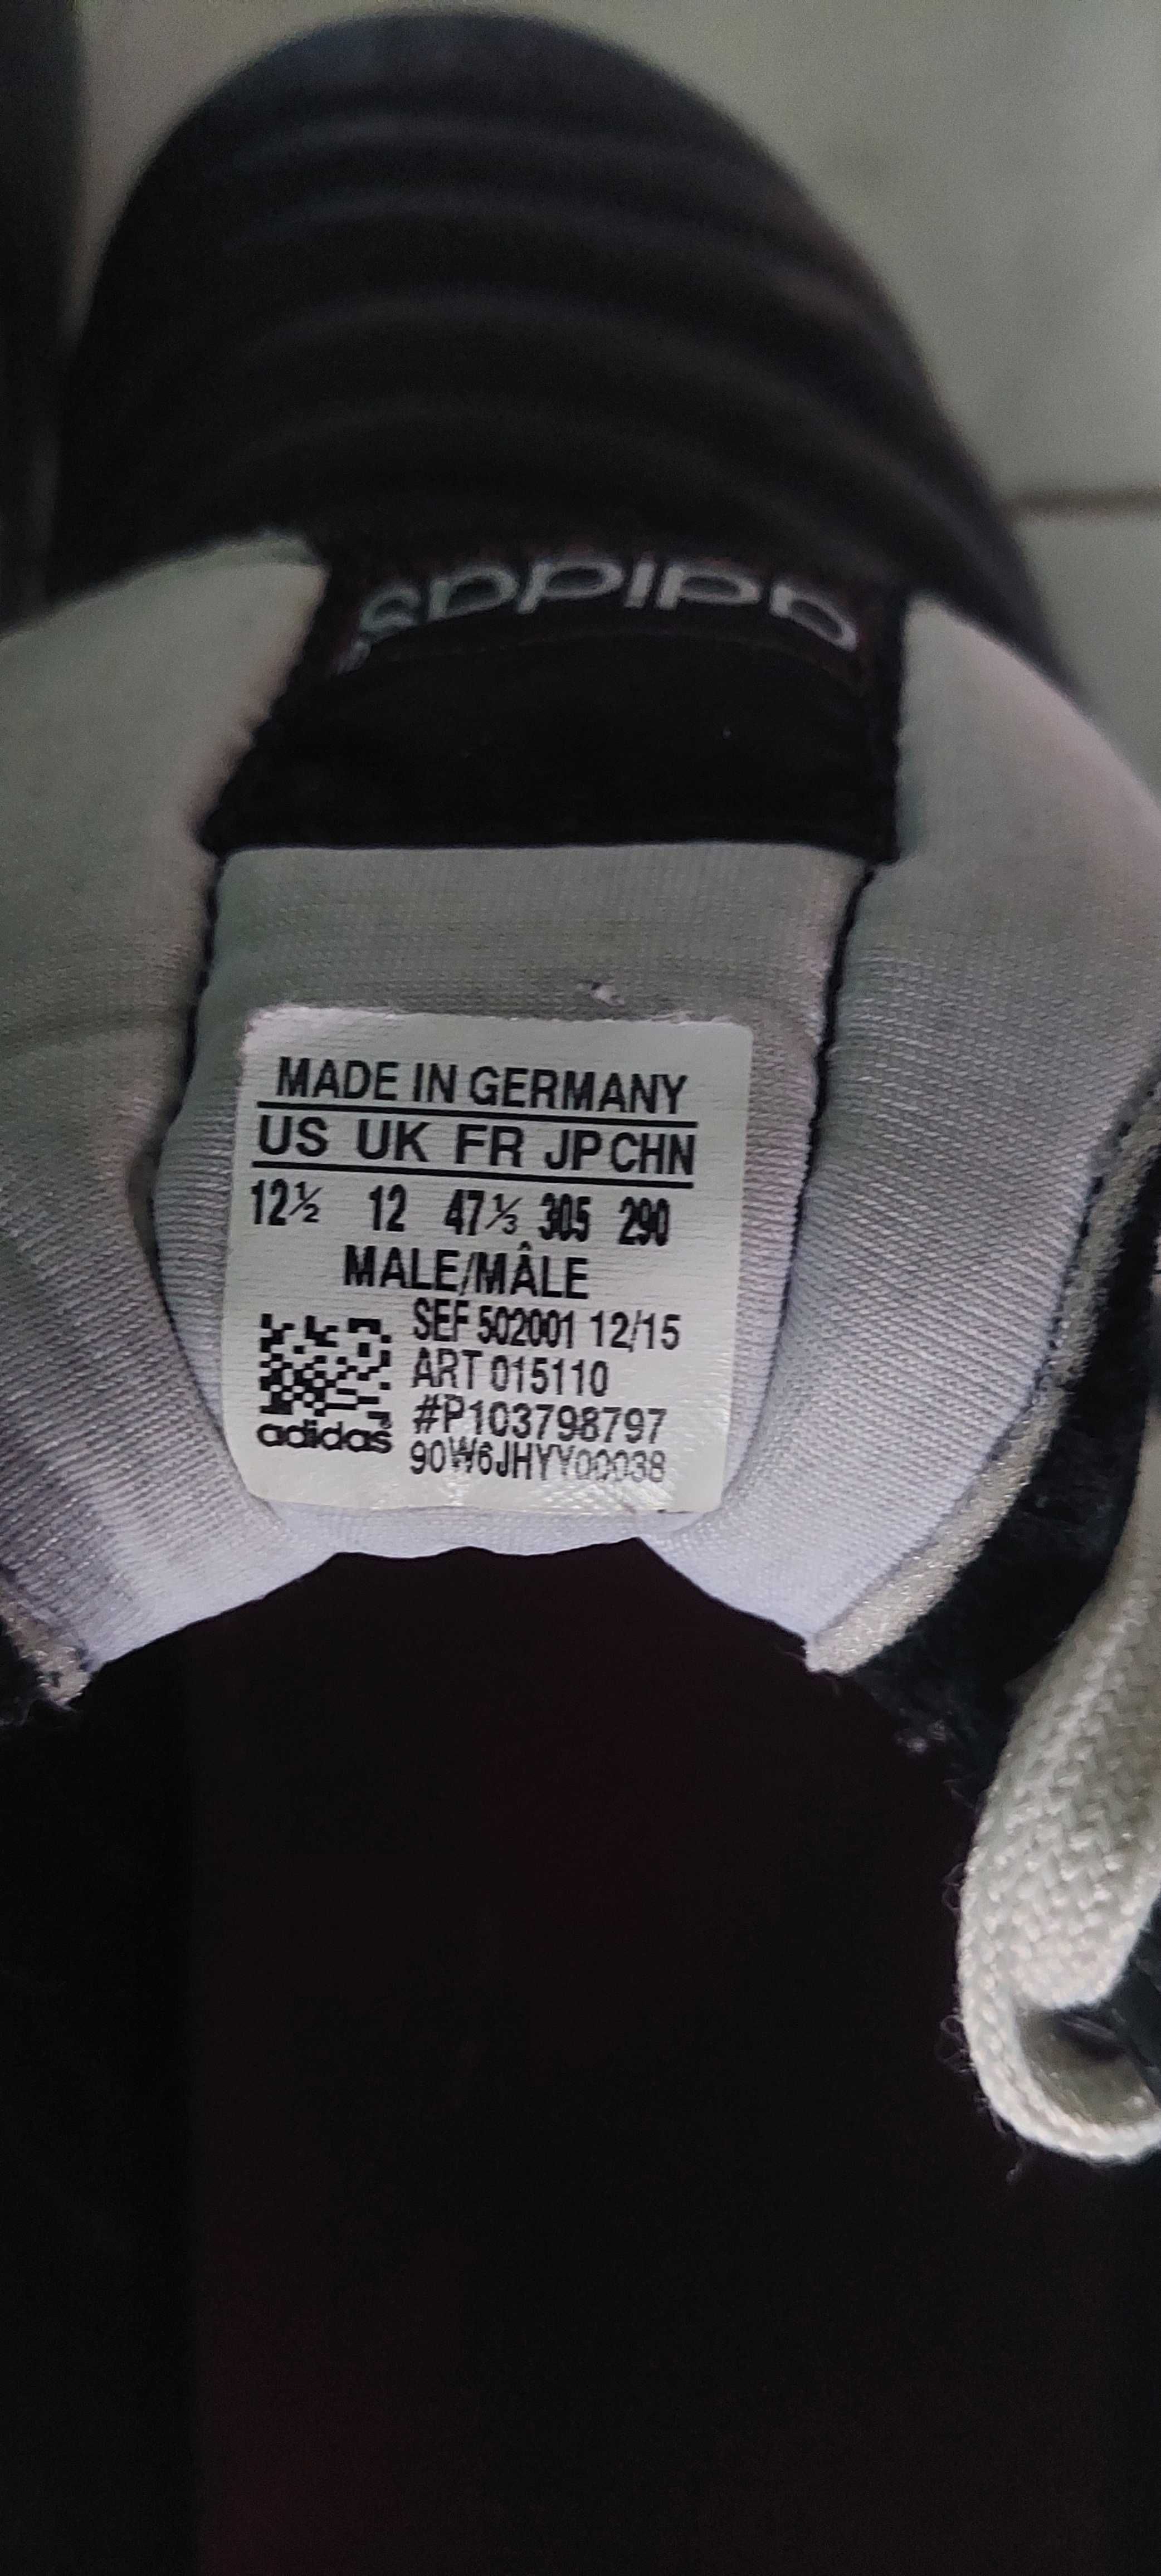 adidas
MADE IN GERMANY
US UK FR JP CHN
12½ 12 47⅓ 305 290
MALE/MÂLE
SEF 502001 12/15
ART 015110
#P103798797
90W6JHYY00038
adidas